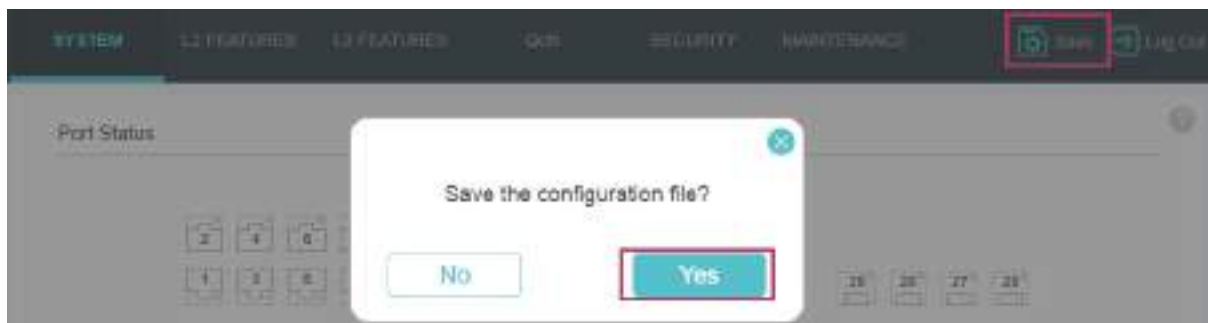 SYSTEM L2 FEATURES L3 FEATURES QoS SECURITY MAINTENANCE Save Log Out
Port Status
Save the configuration file?
2 4 6
No Yes
1 3 5 25 26 27 28